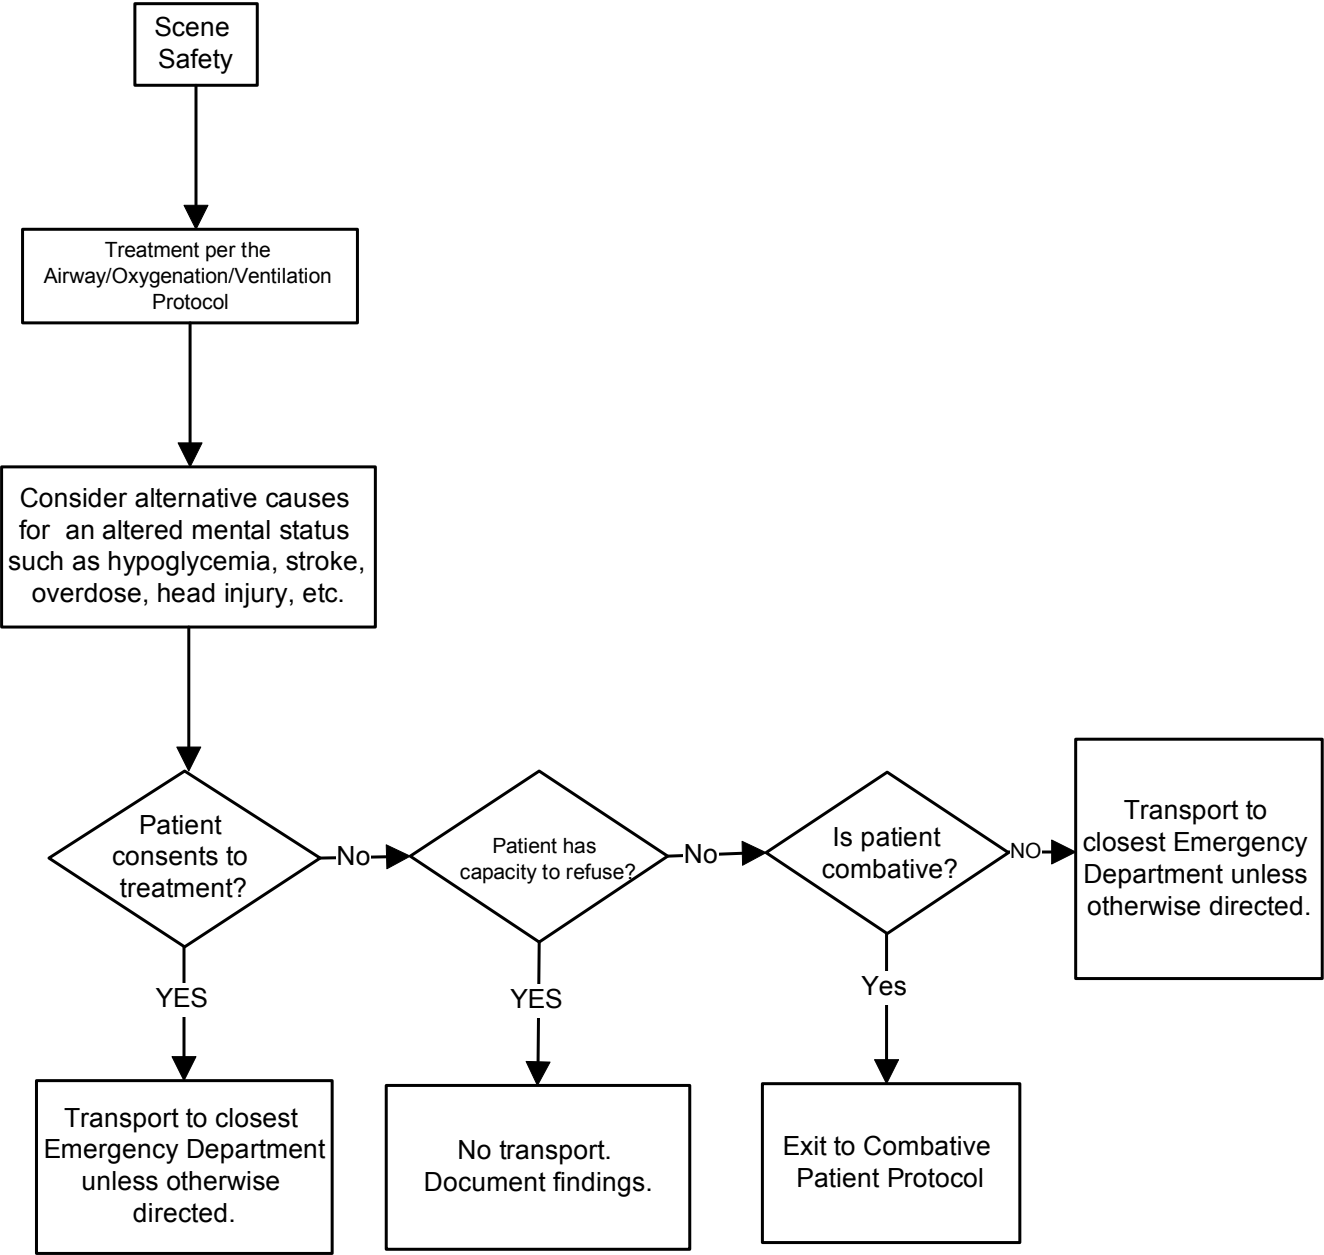 Scene
Safety
Treatment per the
Airway/Oxygenation/Ventilation
Protocol
Consider alternative causes
for an altered mental status
such as hypoglycemia, stroke,
overdose, head injury, etc.
Patient
consents to
treatment?
No
Patient has
capacity to refuse?
No
Is patient
combative?
NO
Transport to
closest Emergency
Department unless
otherwise directed.
YES
YES
Yes
Transport to closest
Emergency Department
unless otherwise
directed.
No transport.
Document findings.
Exit to Combative
Patient Protocol